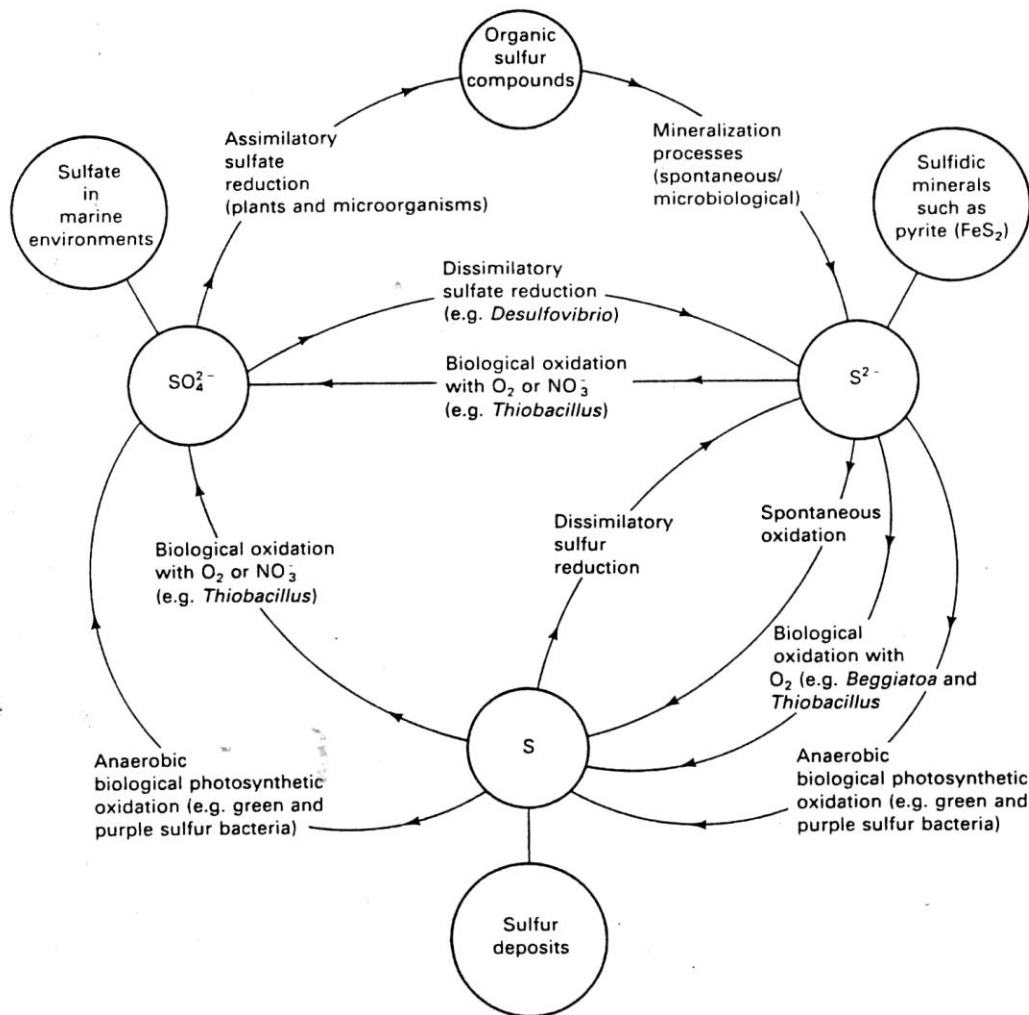 Organic
sulfur
compounds
Assimilatory
sulfate
reduction
(plants and microorganisms)
Mineralization
processes
(spontaneous/
microbiological)
Sulfate
in
marine
environments
Sulfidic
minerals
such as
pyrite (FeS₂)
Dissimilatory
sulfate reduction
(e.g. Desulfovibrio)
SO₄²⁻
Biological oxidation
with O₂ or NO₃⁻
(e.g. Thiobacillus)
S²⁻
Biological oxidation
with O₂ or NO₃⁻
(e.g. Thiobacillus)
Dissimilatory
sulfur
reduction
Spontaneous
oxidation
Biological
oxidation with
O₂ (e.g. Beggiatoa and
Thiobacillus
S
Anaerobic
biological photosynthetic
oxidation (e.g. green and
purple sulfur bacteria)
Anaerobic
biological photosynthetic
oxidation (e.g. green and
purple sulfur bacteria)
Sulfur
deposits